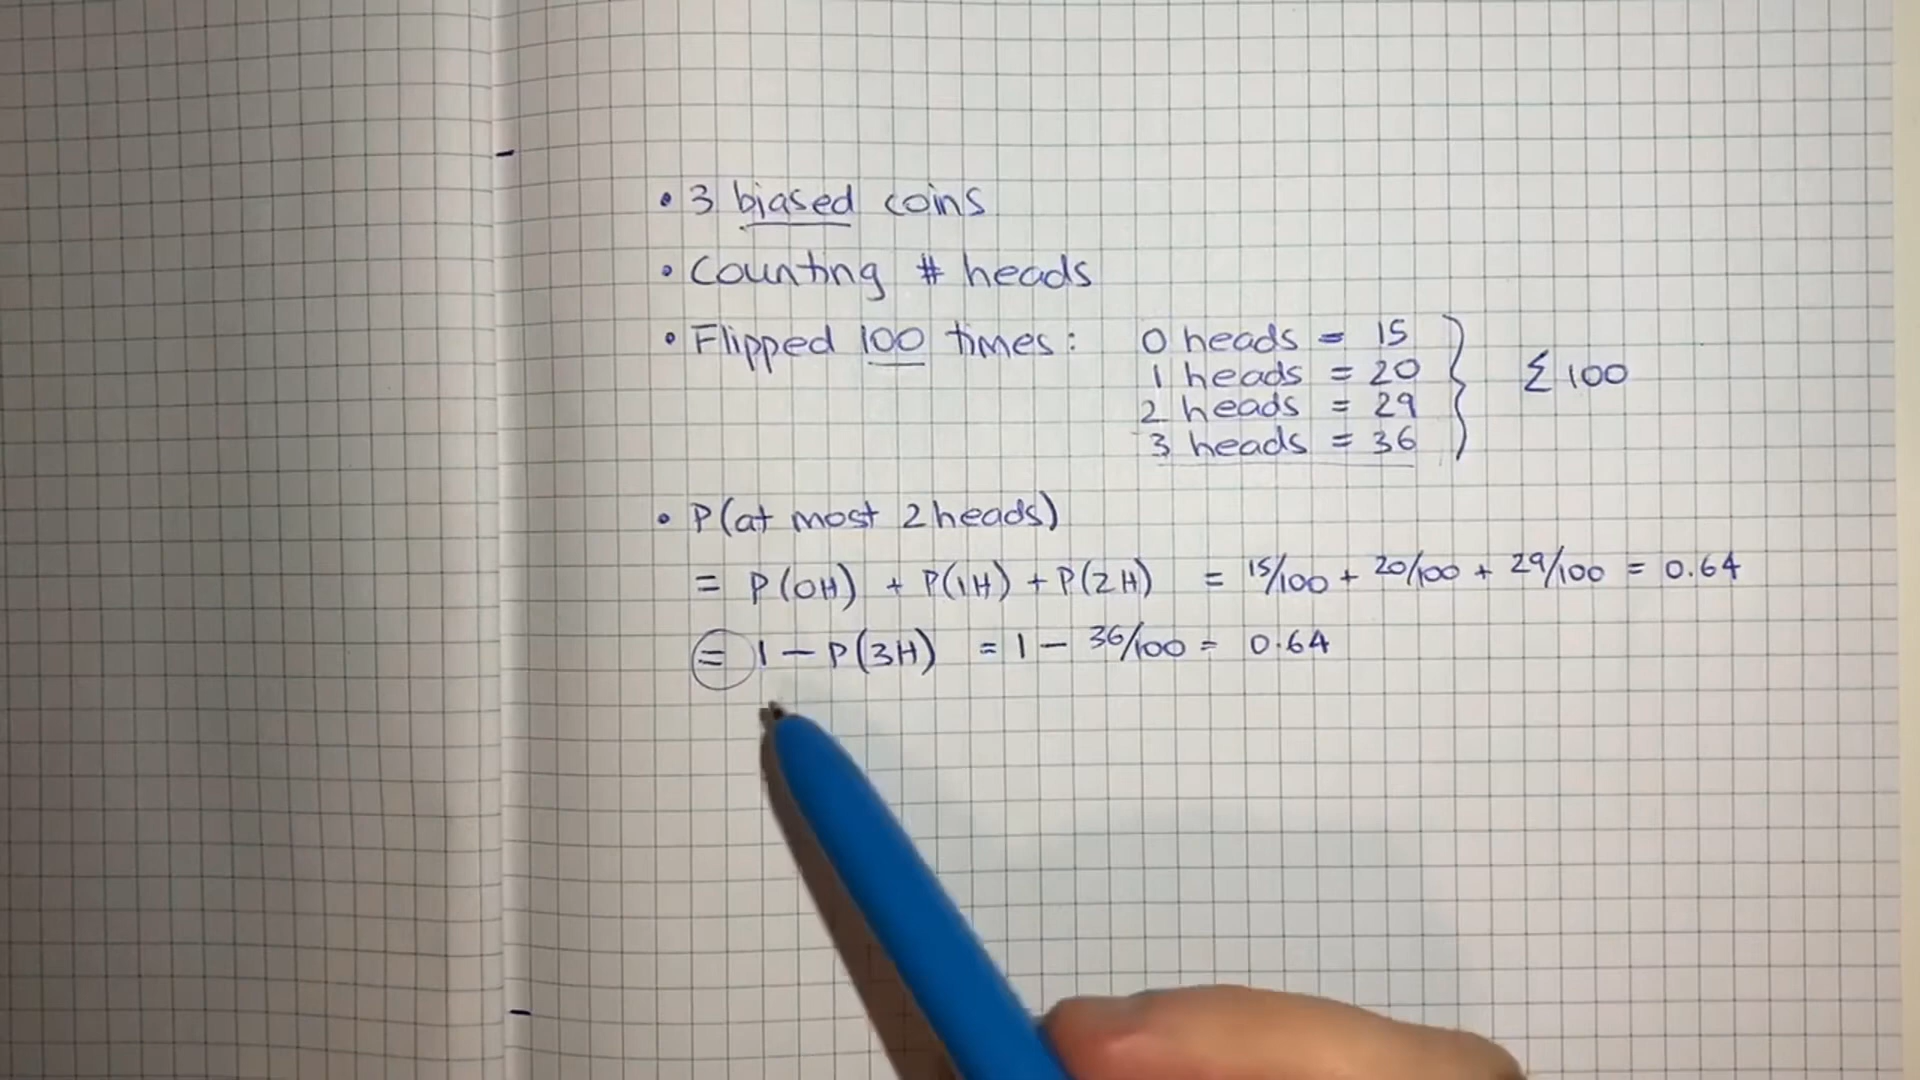 • 3 biased coins
• Counting # heads
• Flipped 100 times: 0 heads = 15
1 heads = 20
2 heads = 29
3 heads = 36
Σ 100
• P(at most 2 heads)
= P(0H) + P(1H) + P(2H) = 15/100 + 20/100 + 29/100 = 0.64
= 1 - P(3H) = 1 - 36/100 = 0.64